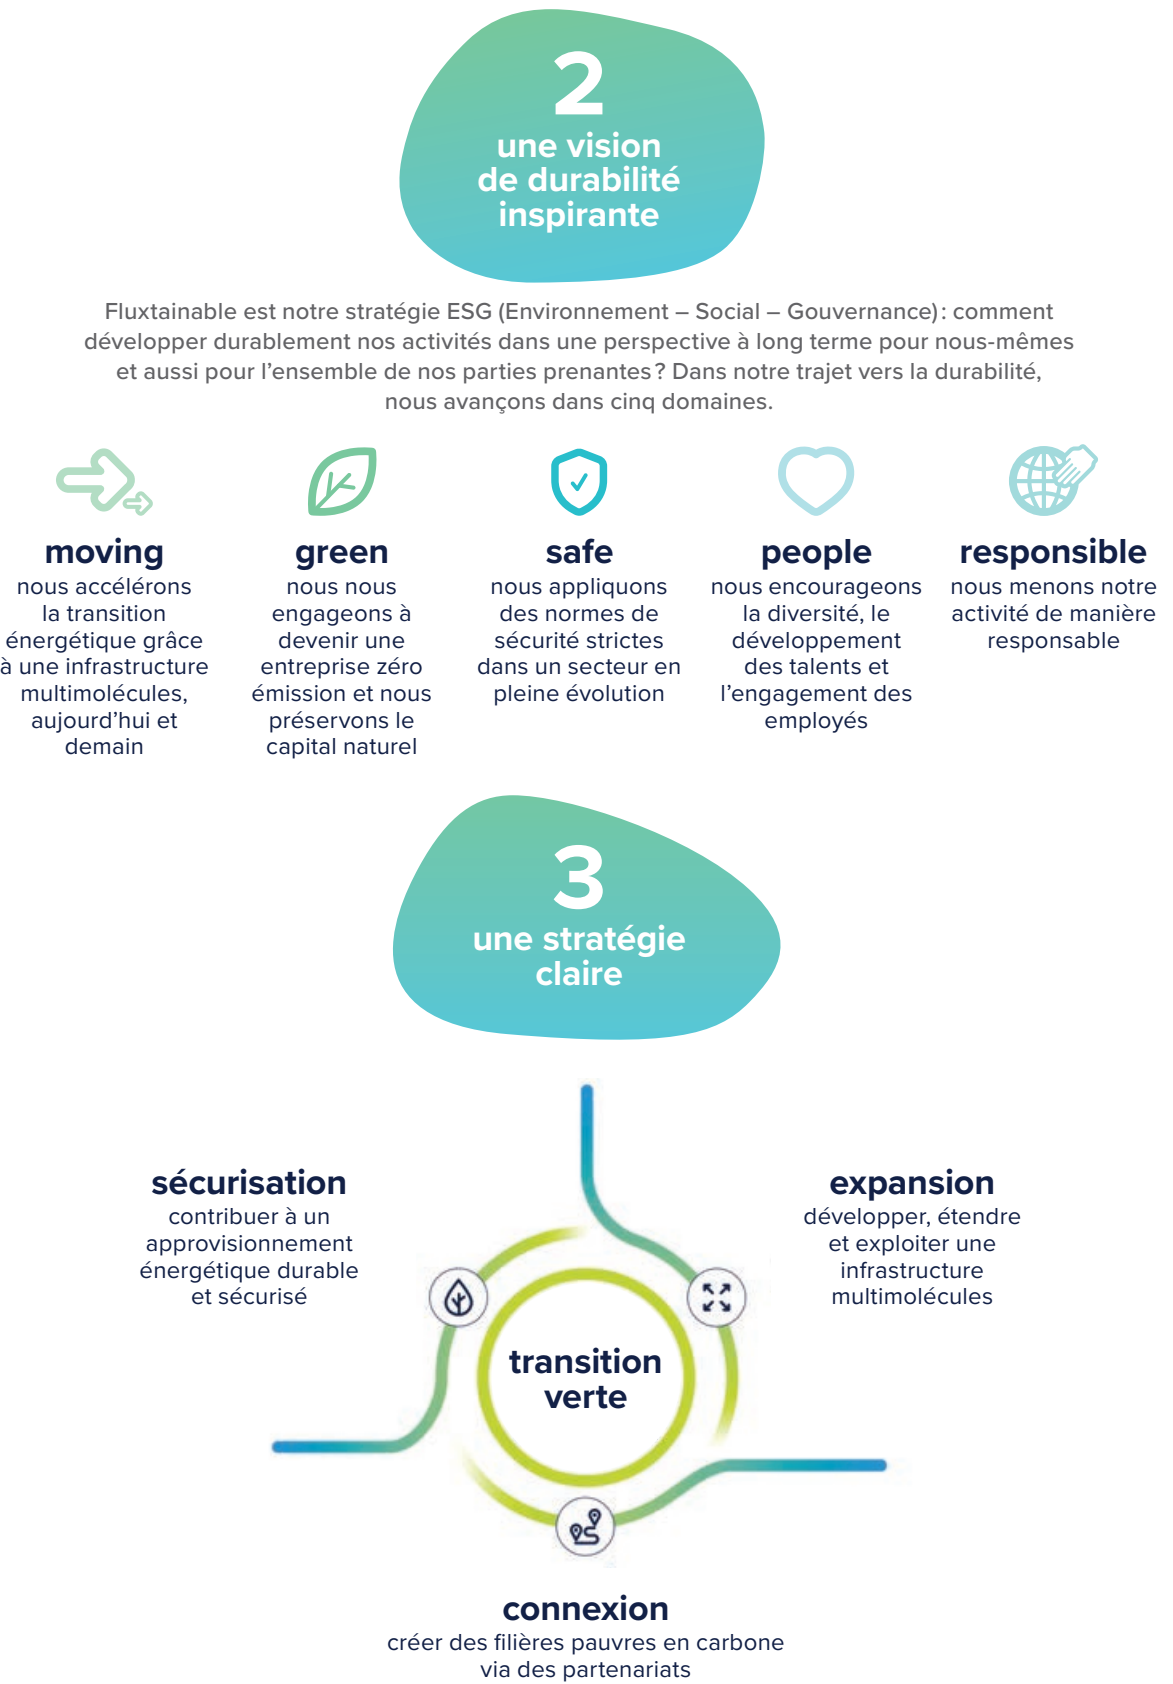 2
une vision
de durabilité
inspirante
Fluxtainable est notre stratégie ESG (Environnement – Social – Gouvernance) : comment
développer durablement nos activités dans une perspective à long terme pour nous-mêmes
et aussi pour l’ensemble de nos parties prenantes ? Dans notre trajet vers la durabilité,
nous avançons dans cinq domaines.
moving
nous accélérons
la transition
énergétique grâce
à une infrastructure
multimolécules,
aujourd’hui et
demain
green
nous nous
engageons à
devenir une
entreprise zéro
émission et nous
préservons le
capital naturel
safe
nous appliquons
des normes de
sécurité strictes
dans un secteur en
pleine évolution
people
nous encourageons
la diversité, le
développement
des talents et
l’engagement des
employés
responsible
nous menons notre
activité de manière
responsable
3
une stratégie
claire
sécurisation
contribuer à un
approvisionnement
énergétique durable
et sécurisé
expansion
développer, étendre
et exploiter une
infrastructure
multimolécules
transition
verte
connexion
créer des filières pauvres en carbone
via des partenariats